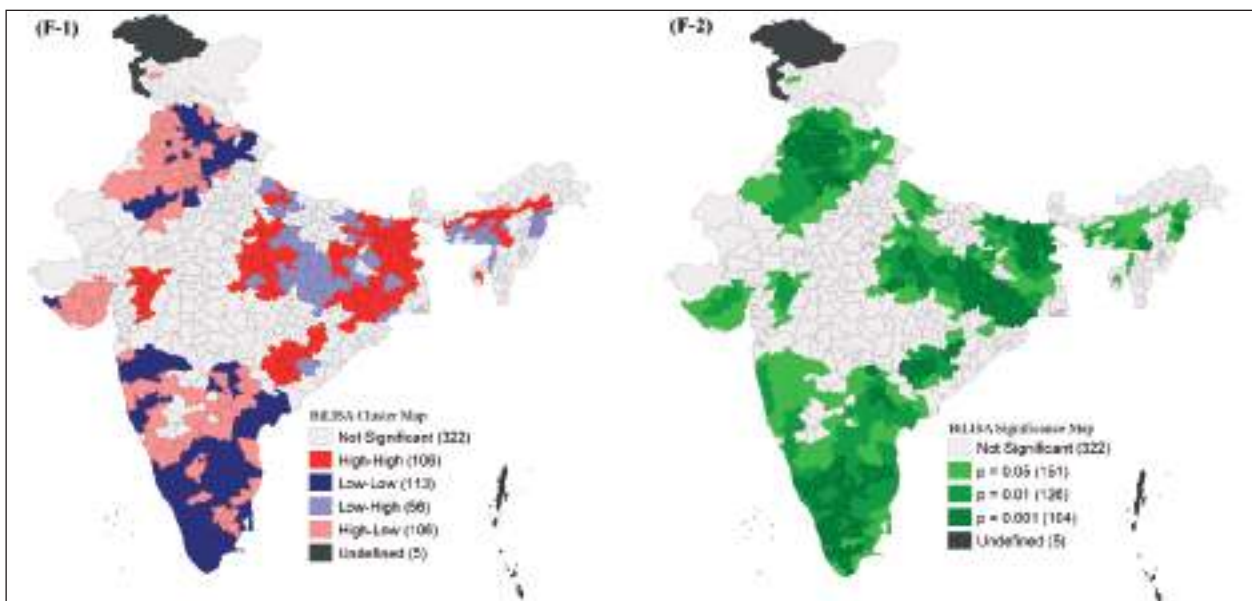 (F-1)
BiLISA Cluster Map
Not Significant (322)
High-High (106)
Low-Low (113)
Low-High (56)
High-Low (106)
Undefined (5)
(F-2)
BiLISA Significance Map
Not Significant (322)
p = 0.05 (151)
p = 0.01 (126)
p = 0.001 (104)
Undefined (5)